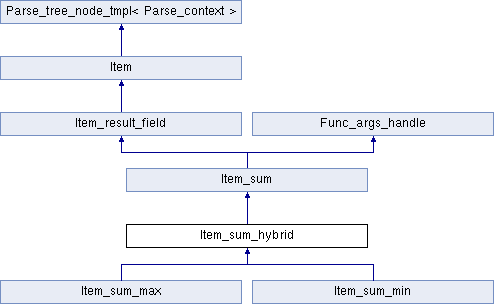 Parse_tree_node_tmpl< Parse_context >
Item
Item_result_field
Func_args_handle
Item_sum
Item_sum_hybrid
Item_sum_max
Item_sum_min